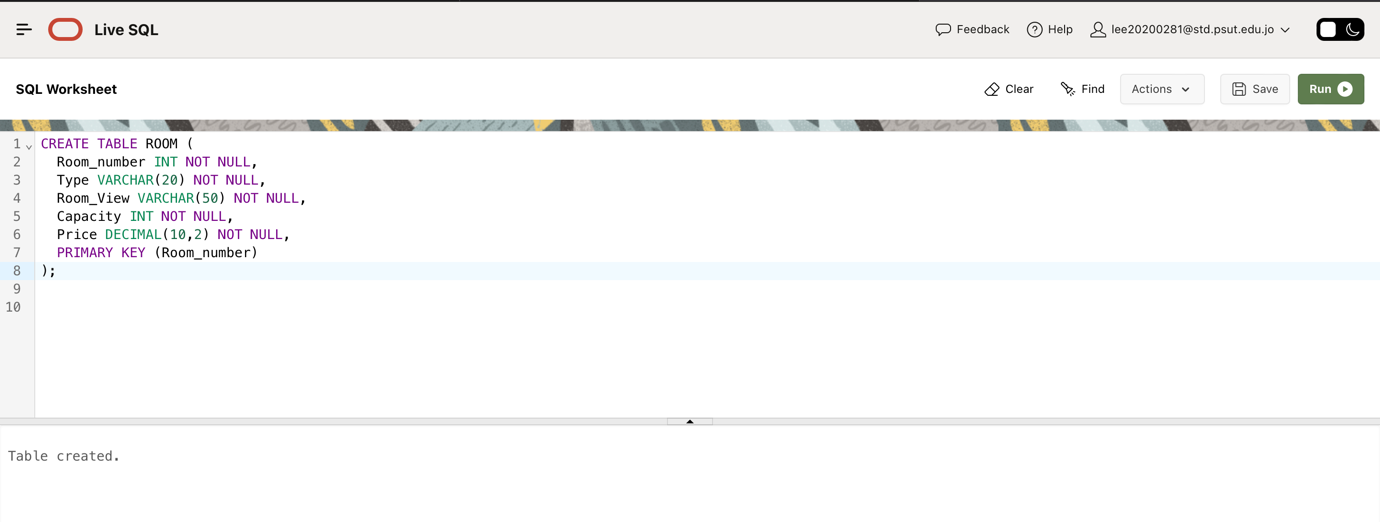 Live SQL
Feedback
Help
lee20200281@std.psut.edu.jo
SQL Worksheet
Clear
Find
Actions
Save
Run
1 CREATE TABLE ROOM (
2 Room_number INT NOT NULL,
3 Type VARCHAR(20) NOT NULL,
4 Room_View VARCHAR(50) NOT NULL,
5 Capacity INT NOT NULL,
6 Price DECIMAL(10,2) NOT NULL,
7 PRIMARY KEY (Room_number)
8 );
9
10
Table created.